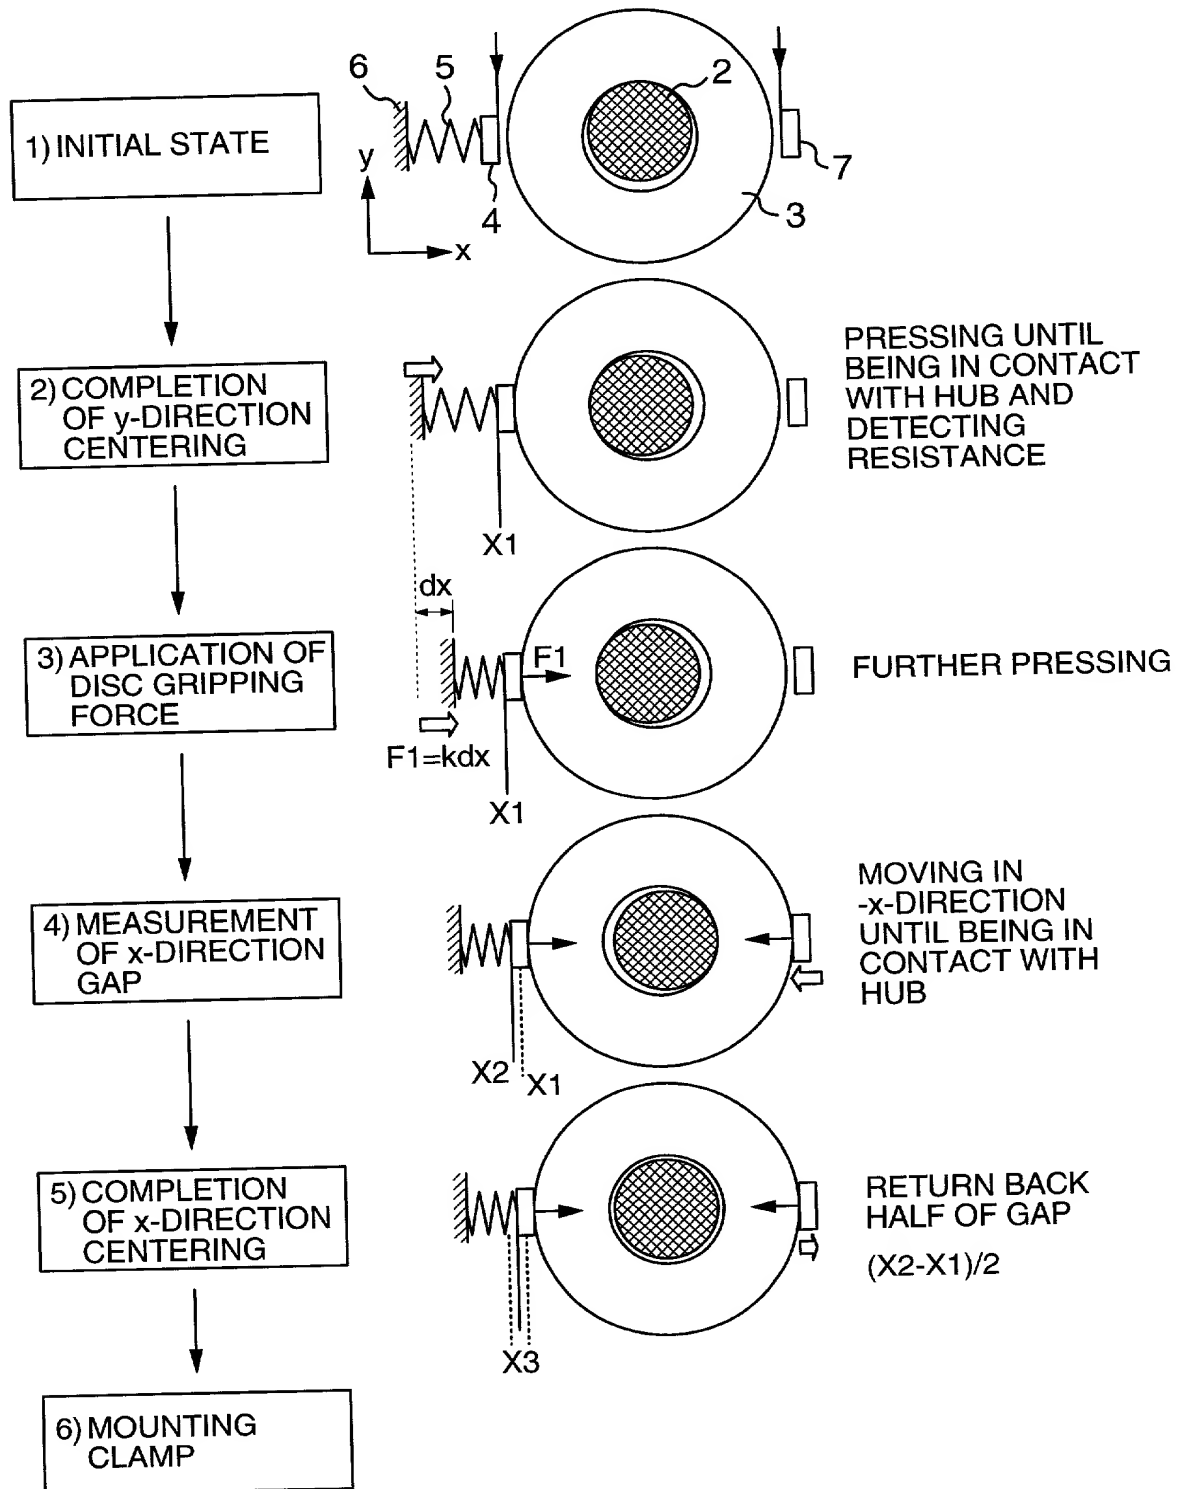 1) INITIAL STATE
6
5
2
y
4
7
3
x
2) COMPLETION
OF y-DIRECTION
CENTERING
PRESSING UNTIL
BEING IN CONTACT
WITH HUB AND
DETECTING
RESISTANCE
X1
dx
3) APPLICATION OF
DISC GRIPPING
FORCE
F1
FURTHER PRESSING
F1=kdx
X1
4) MEASUREMENT
OF x-DIRECTION
GAP
MOVING IN
-x-DIRECTION
UNTIL BEING IN
CONTACT WITH
HUB
X2
X1
5) COMPLETION
OF x-DIRECTION
CENTERING
RETURN BACK
HALF OF GAP
(X2-X1)/2
X3
6) MOUNTING
CLAMP